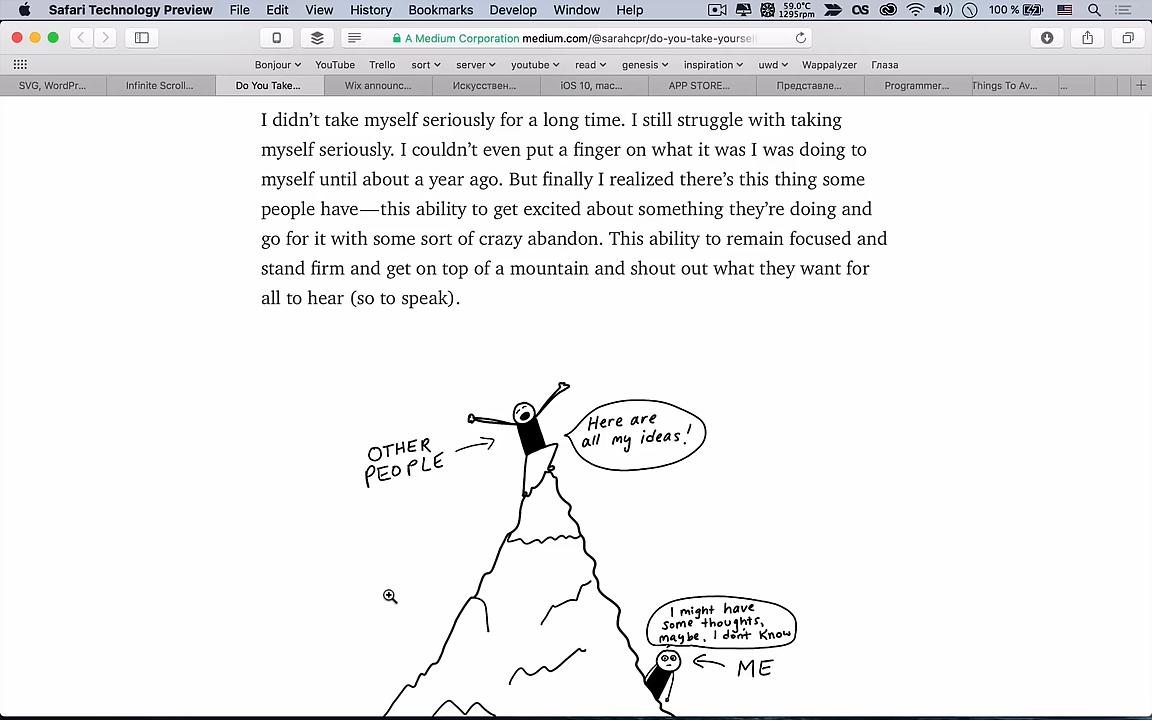 Safari Technology Preview File Edit View History Bookmarks Develop Window Help 59.0°C 1295rpm OS 100 %
A Medium Corporation medium.com/@sarahcpr/do-you-take-yoursel
Bonjour YouTube Trello sort server youtube read genesis inspiration uwd Wappalyzer Глаза
SVG, WordPr... Infinite Scroll... Do You Take... Wix announc... Искусствен... iOS 10, mac... APP STORE... Представле... Programmer... Things To Av... ...
I didn’t take myself seriously for a long time. I still struggle with taking
myself seriously. I couldn’t even put a finger on what it was I was doing to
myself until about a year ago. But finally I realized there’s this thing some
people have—this ability to get excited about something they’re doing and
go for it with some sort of crazy abandon. This ability to remain focused and
stand firm and get on top of a mountain and shout out what they want for
all to hear (so to speak).
Here are
all my ideas!
OTHER
PEOPLE
I might have
some thoughts,
maybe, I don't know
ME